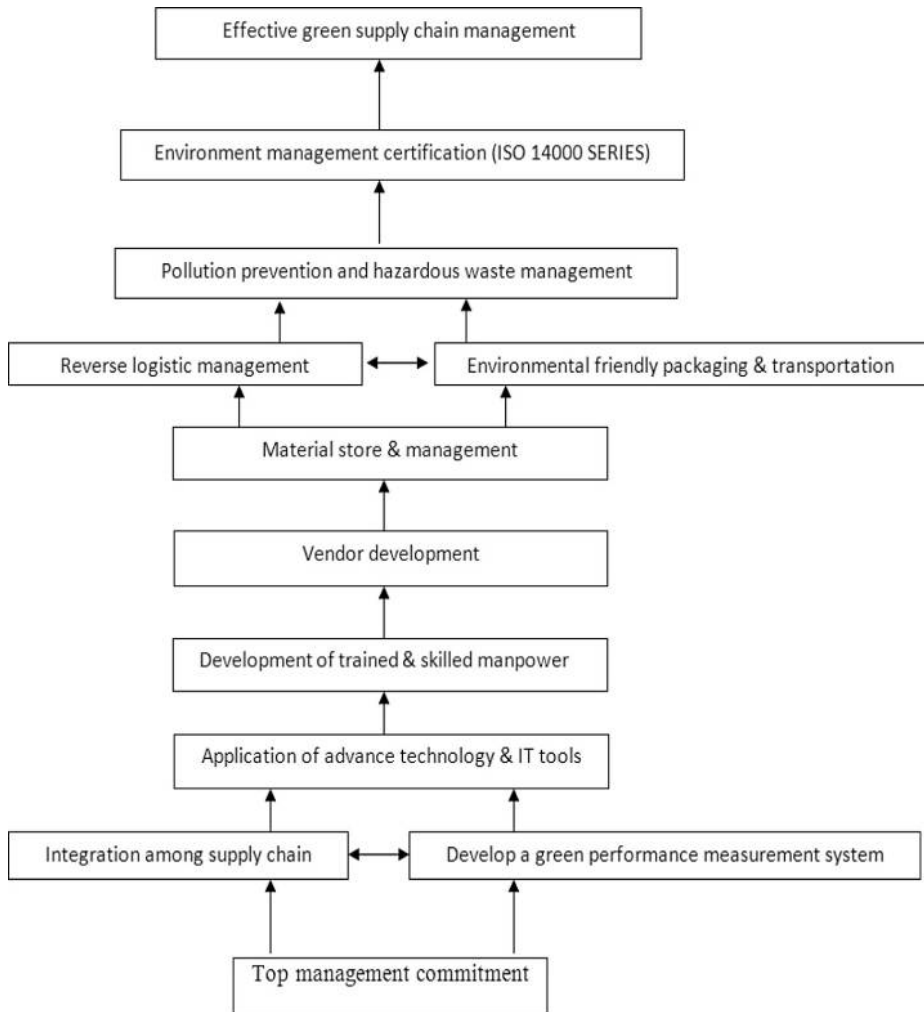 Effective green supply chain management
Environment management certification (ISO 14000 SERIES)
Pollution prevention and hazardous waste management
Reverse logistic management
Environmental friendly packaging & transportation
Material store & management
Vendor development
Development of trained & skilled manpower
Application of advance technology & IT tools
Integration among supply chain
Develop a green performance measurement system
Top management commitment